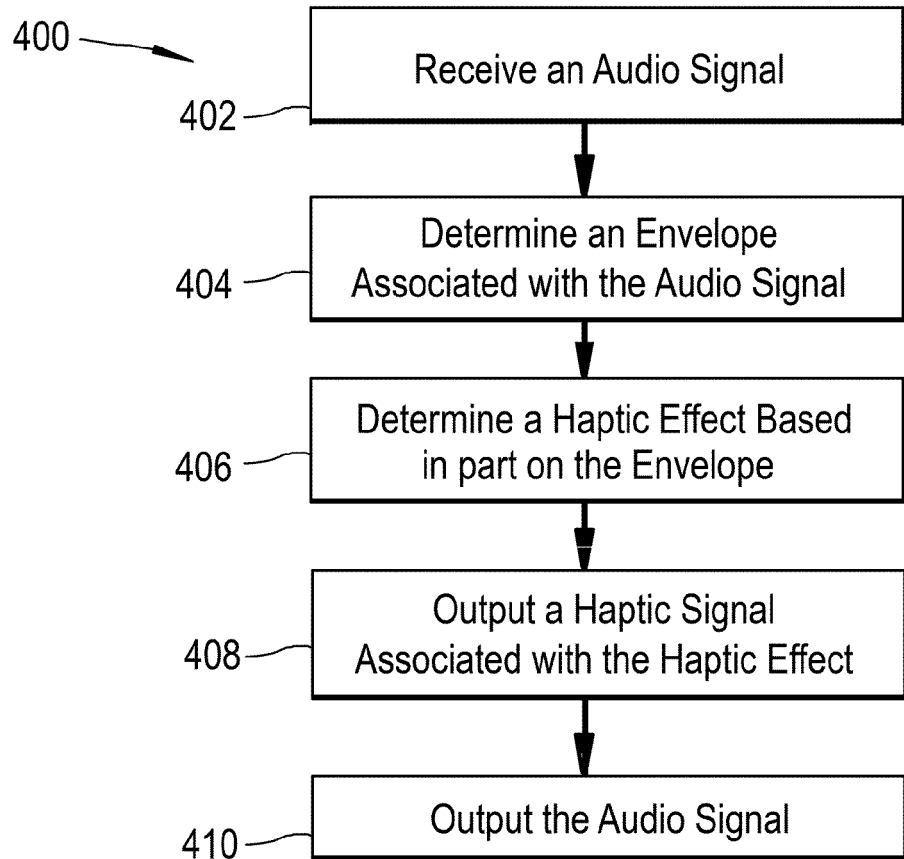 400
Receive an Audio Signal
402
Determine an Envelope
Associated with the Audio Signal
404
Determine a Haptic Effect Based
in part on the Envelope
406
Output a Haptic Signal
Associated with the Haptic Effect
408
Output the Audio Signal
410